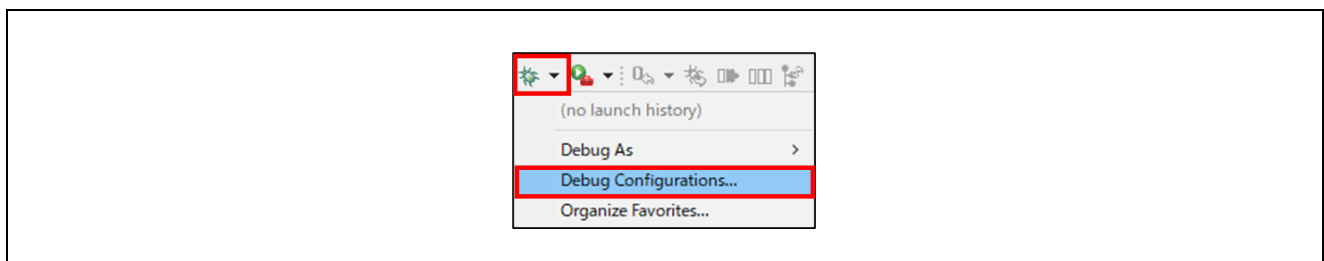 (no launch history)
Debug As
Debug Configurations...
Organize Favorites...